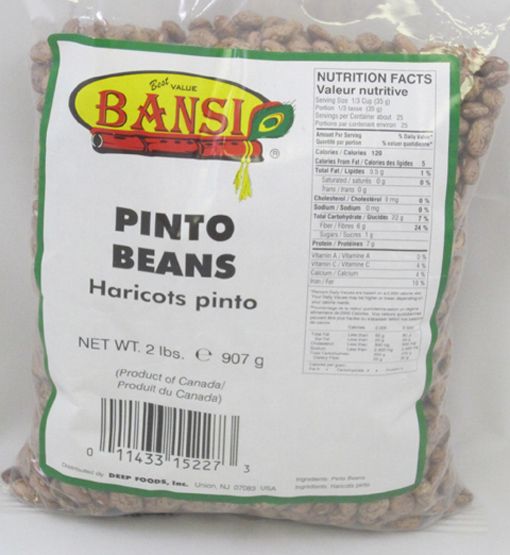 Best VALUE
BANSI
®
PINTO
BEANS
Haricots pinto
NET WT. 2 lbs. ℮ 907 g
(Product of Canada/
Produit du Canada)
0 11433 15227 3
Distributed by DEEP FOODS, Inc. Union, NJ 07083 USA
NUTRITION FACTS
Valeur nutritive
Serving Size 1/3 Cup (35 g)
Portion 1/3 tasse (35 g)
Servings per Container about 25
Portions par contenant environ 25
Amount Per Serving % Daily Value*
Quantité par portion % valeur quotidienne*
Calories / Calories 120
Calories From Fat / Calories des lipides 5
Total Fat / Lipides 0.5 g 1 %
Saturated / saturés 0 g 0 %
Trans / trans 0 g
Cholesterol / Cholestérol 0 mg 0 %
Sodium / Sodium 0 mg 0 %
Total Carbohydrate / Glucides 22 g 7 %
Fiber / Fibres 6 g 24 %
Sugars / Sucres 1 g
Protein / Protéines 7 g
Vitamin A / Vitamine A 0 %
Vitamin C / Vitamine C 4 %
Calcium / Calcium 4 %
Iron / Fer 10 %
Ingredients: Pinto Beans
Ingrédients: Haricots pinto